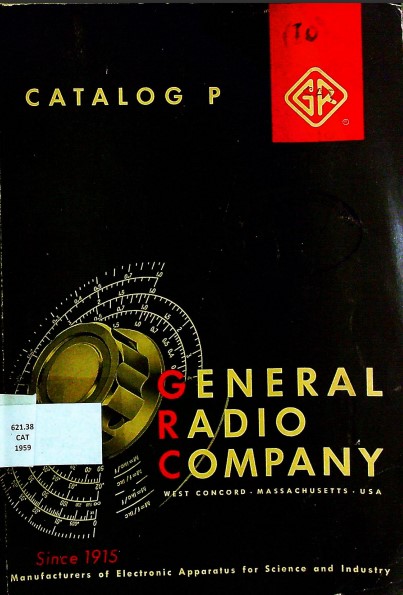 CATALOG P
GR
621.38
CAT
1959
GENERAL
RADIO
COMPANY
WEST CONCORD · MASSACHUSETTS · USA
Since 1915
Manufacturers of Electronic Apparatus for Science and Industry